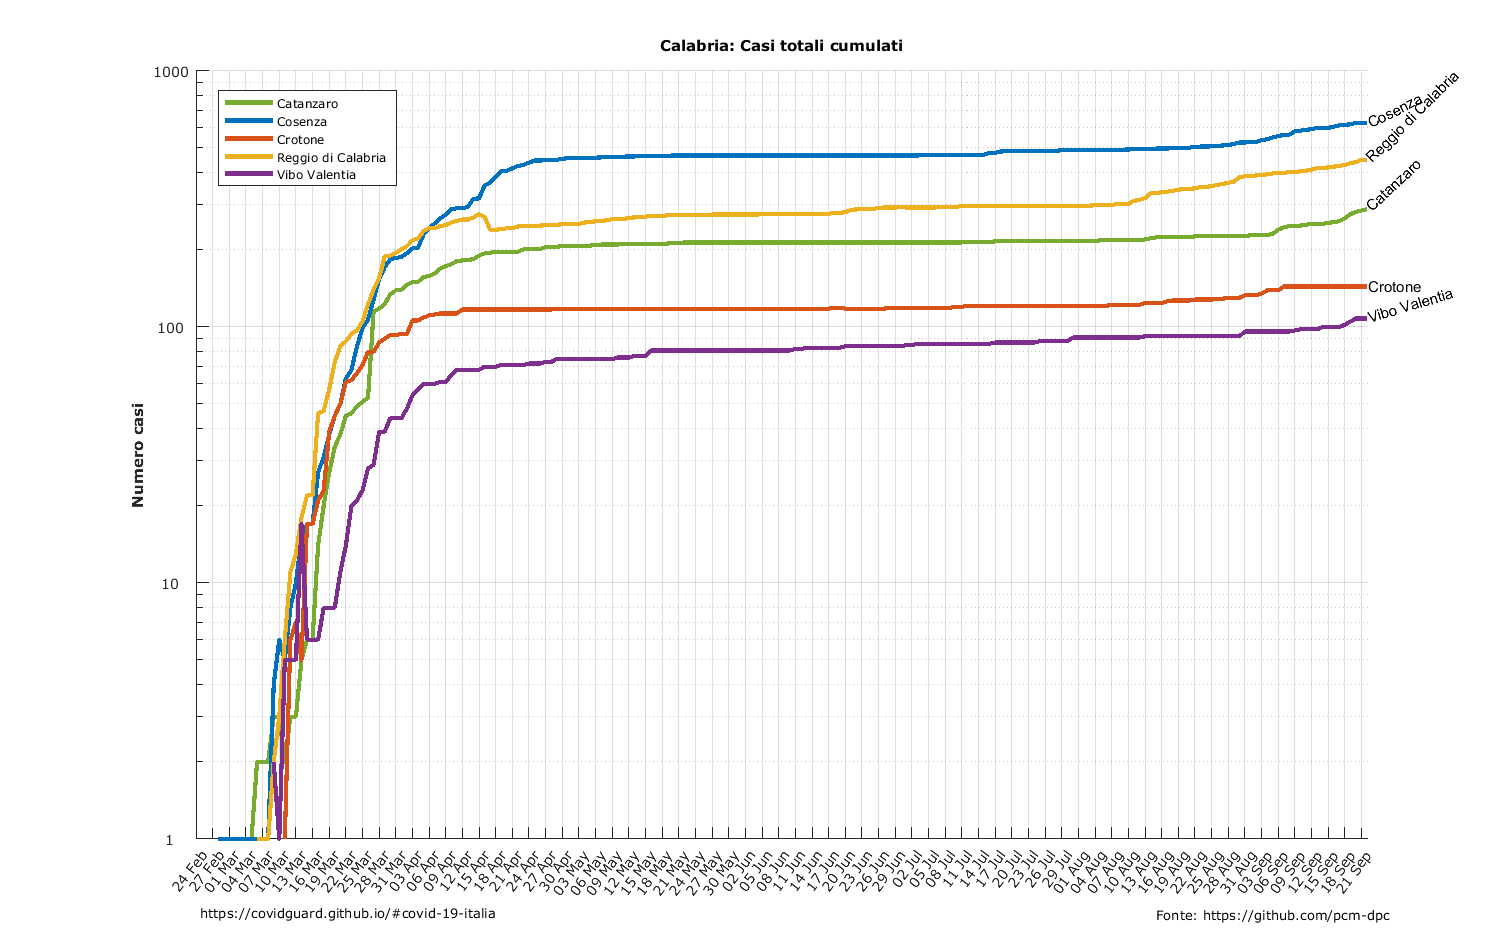 Calabria: Casi totali cumulati
1000
100
10
1
Numero casi
Catanzaro
Cosenza
Crotone
Reggio di Calabria
Vibo Valentia
Cosenza
Reggio di Calabria
Catanzaro
Crotone
Vibo Valentia
24 Feb
27 Feb
01 Mar
04 Mar
07 Mar
10 Mar
13 Mar
16 Mar
19 Mar
22 Mar
25 Mar
28 Mar
31 Mar
03 Apr
06 Apr
09 Apr
12 Apr
15 Apr
18 Apr
21 Apr
24 Apr
27 Apr
30 Apr
03 May
06 May
09 May
12 May
15 May
18 May
21 May
24 May
27 May
30 May
02 Jun
05 Jun
08 Jun
11 Jun
14 Jun
17 Jun
20 Jun
23 Jun
26 Jun
29 Jun
02 Jul
05 Jul
08 Jul
11 Jul
14 Jul
17 Jul
20 Jul
23 Jul
26 Jul
29 Jul
01 Aug
04 Aug
07 Aug
10 Aug
13 Aug
16 Aug
19 Aug
22 Aug
25 Aug
28 Aug
31 Aug
03 Sep
06 Sep
09 Sep
12 Sep
15 Sep
18 Sep
21 Sep
https://covidguard.github.io/#covid-19-italia
Fonte: https://github.com/pcm-dpc